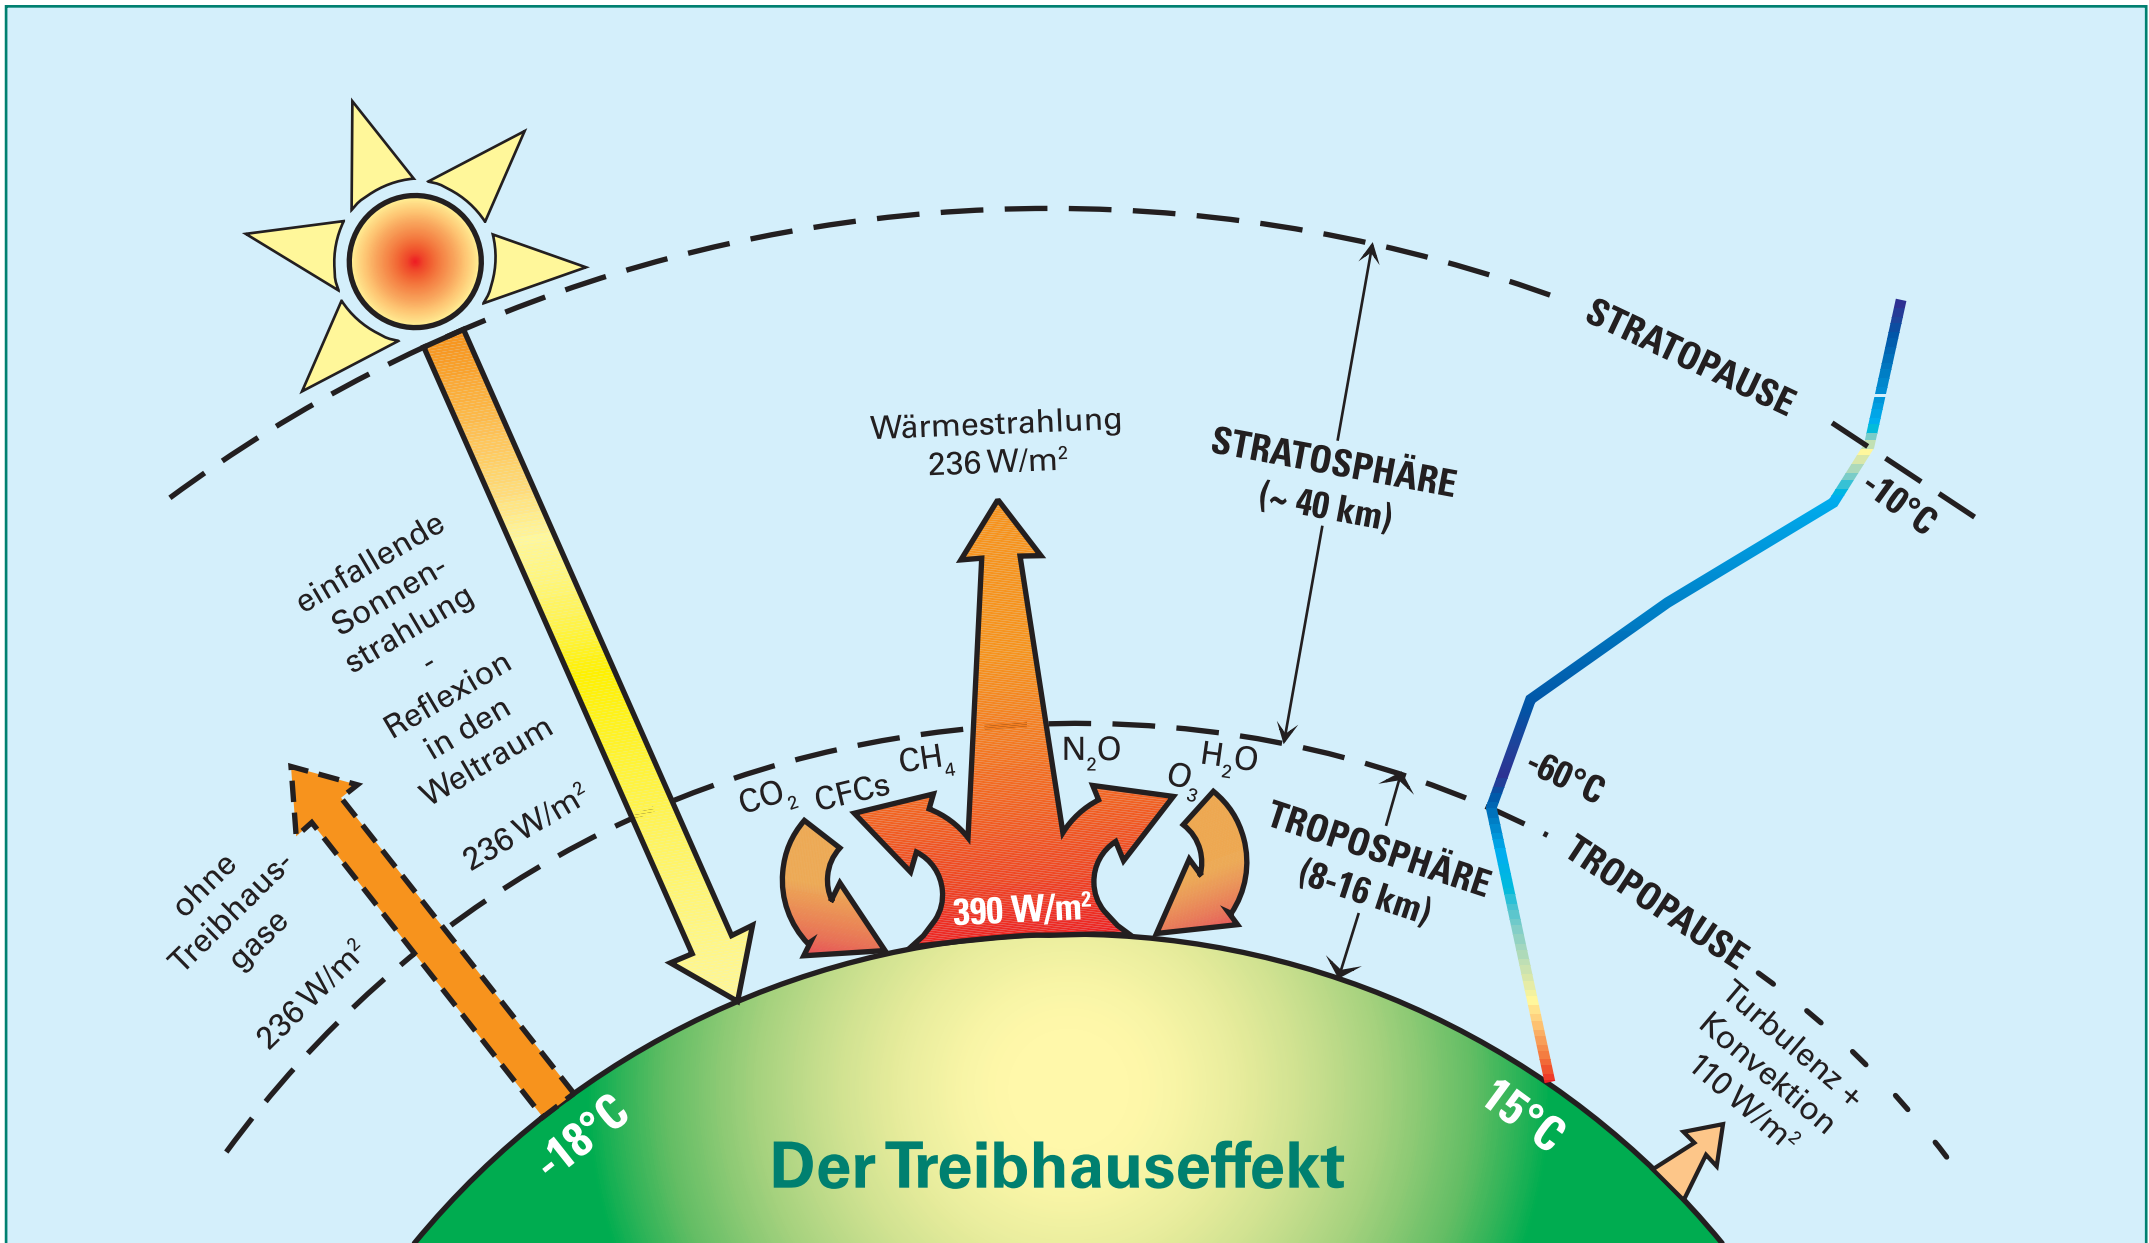 STRATOPAUSE
Wärmestrahlung
236 W/m²
STRATOSPHÄRE
(~ 40 km)
-10°C
einfallende
Sonnen-
strahlung
-
Reflexion
in den
Weltraum
236 W/m²
CO₂
CFCs
CH₄
N₂O
O₃
H₂O
-60°C
TROPOSPHÄRE
(8-16 km)
TROPOPAUSE
ohne
Treibhaus-
gase
236 W/m²
390 W/m²
Turbulenz +
Konvektion
110 W/m²
-18°C
15°C
Der Treibhauseffekt